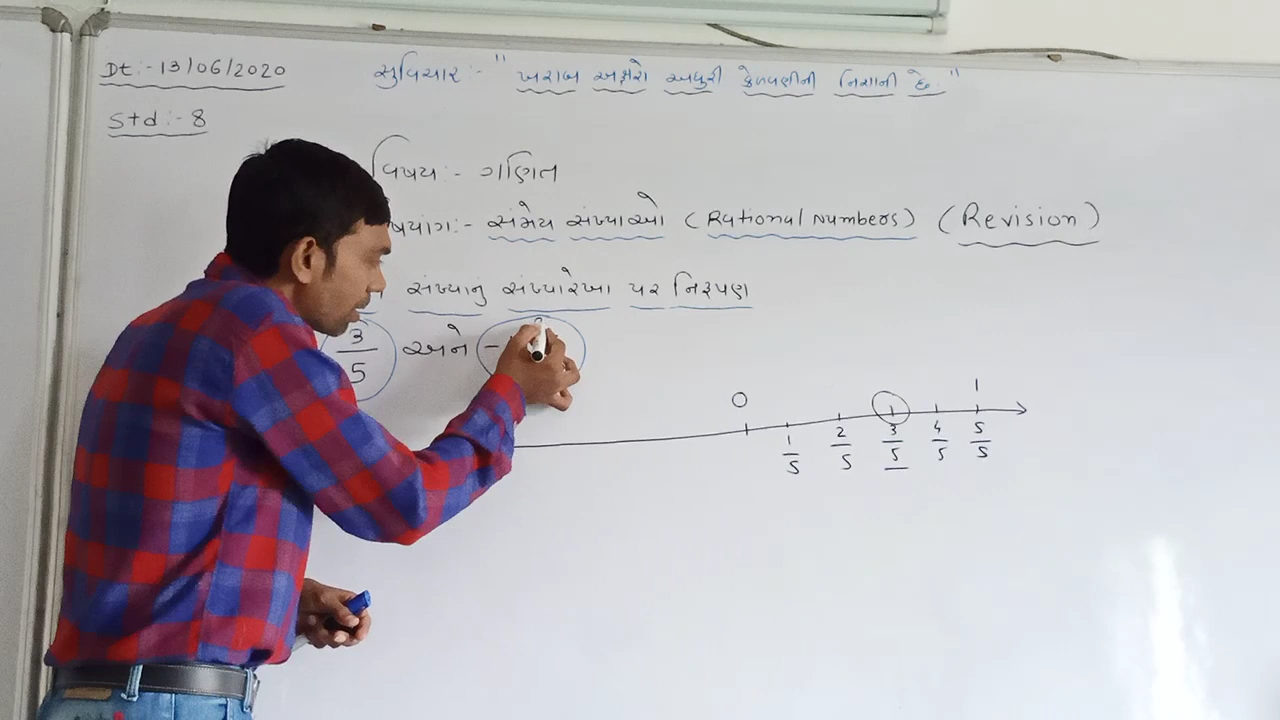 Dt:-13/06/2020
સુવિચાર:- " ખરાબ અક્ષરો અધુરી કેળવણીની નિશાની છે. "
Std:-8
વિષય:- ગણિત
સંમેય સંખ્યાઓ (Rational Numbers) (Revision)
સંખ્યાનુ સંખ્યારેખા પર નિરૂપણ
3/5 અને -
0 1
1/5 2/5 3/5 4/5 5/5